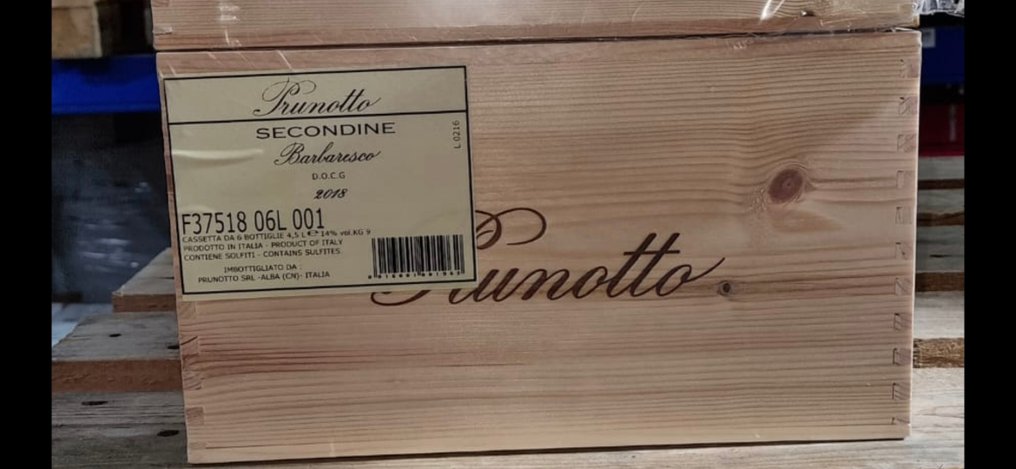 Prunotto
SECONDINE
Barbaresco
D.O.C.G
2018
L 0216
F37518 06L 001
CASSETTA DA 6 BOTTIGLIE 4,5 L ℮ 14% vol.KG 9
PRODOTTO IN ITALIA - PRODUCT OF ITALY
CONTIENE SOLFITI - CONTAINS SULFITES
IMBOTTIGLIATO DA :
PRUNOTTO SRL -ALBA (CN)- ITALIA
Prunotto